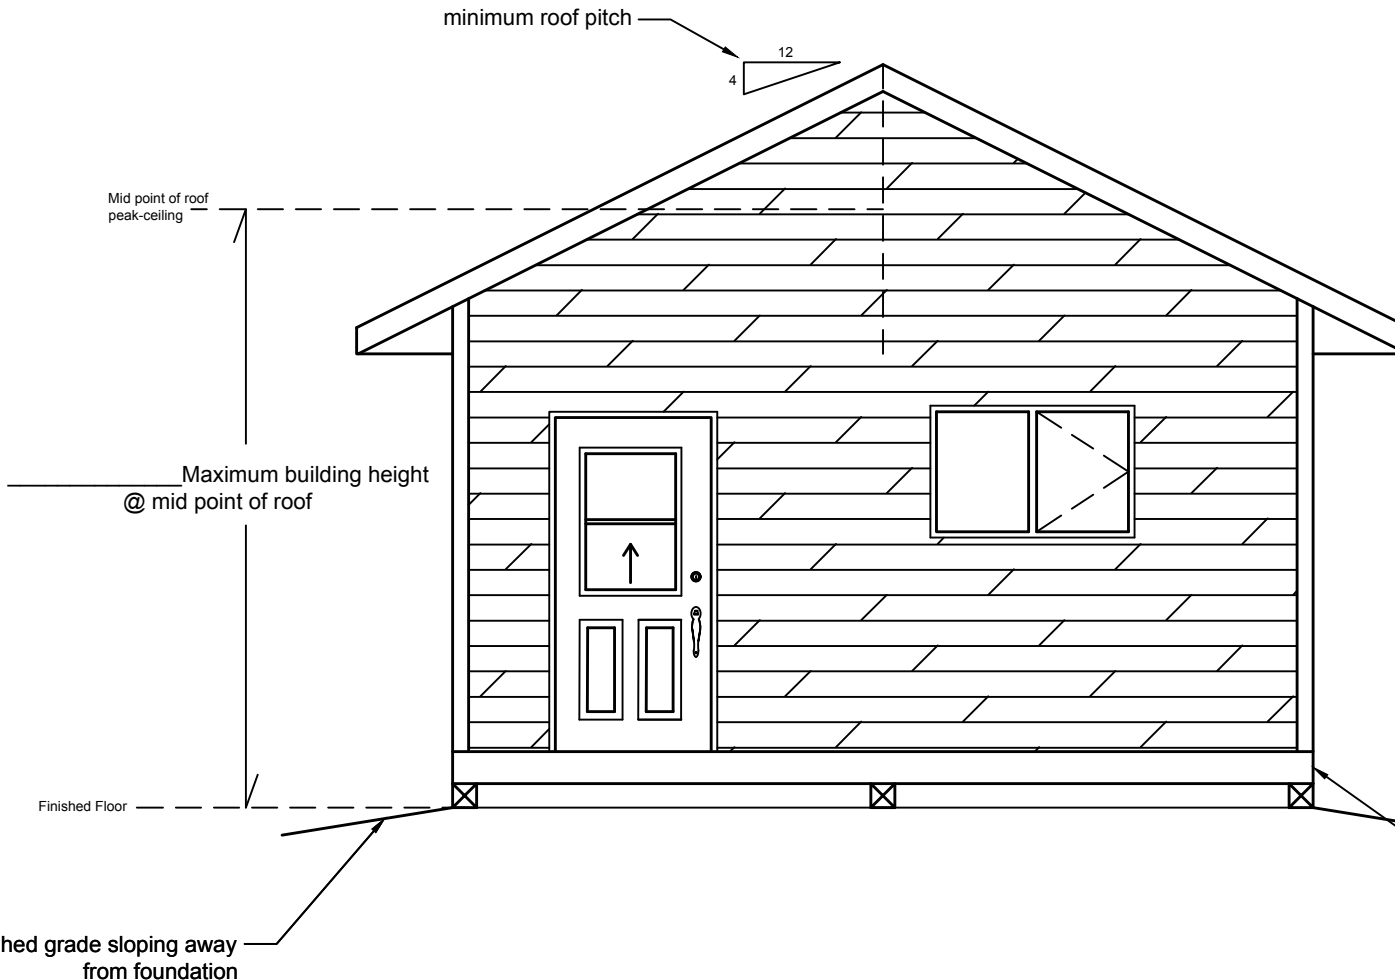 minimum roof pitch
12
4
Mid point of roof
peak-ceiling
________________Maximum building height
@ mid point of roof
Finished Floor
hed grade sloping away
from foundation